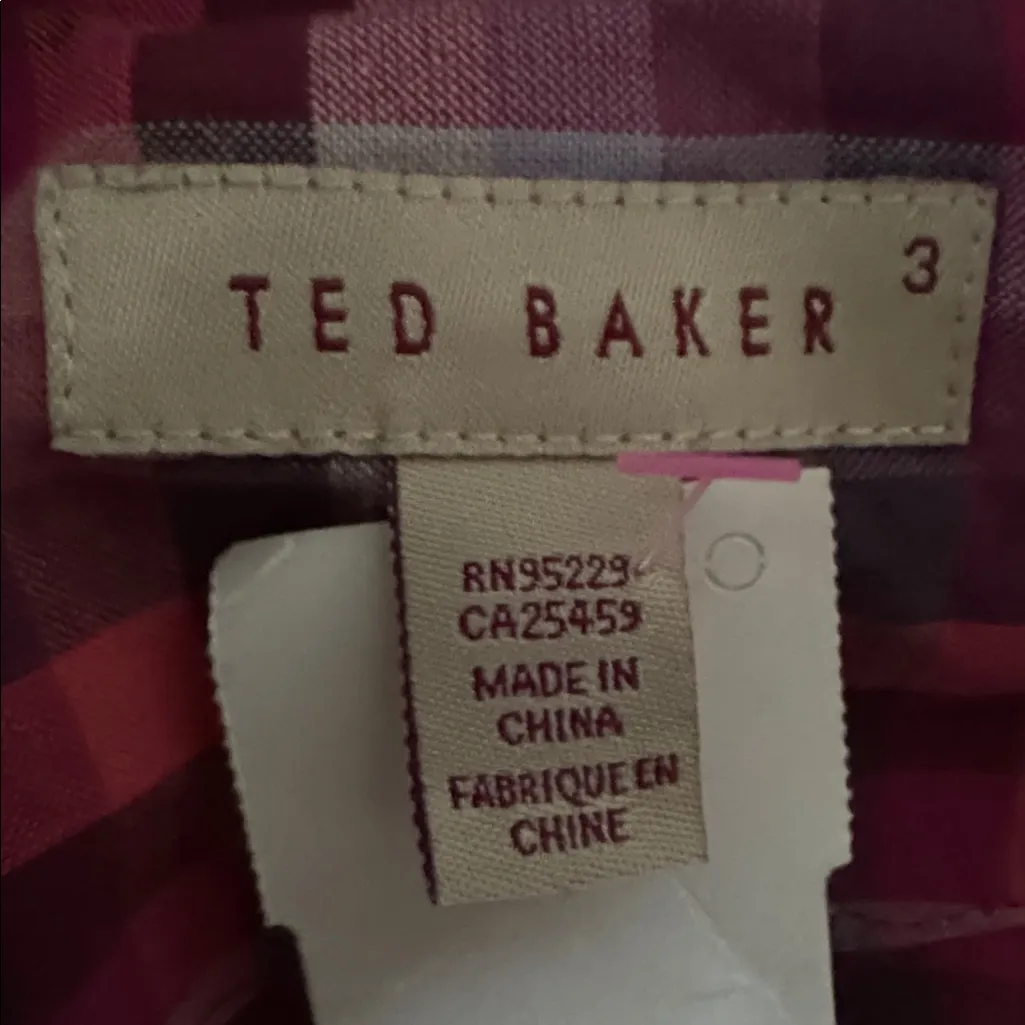 TED BAKER 3
RN95229
CA25459
MADE IN
CHINA
FABRIQUE EN
CHINE